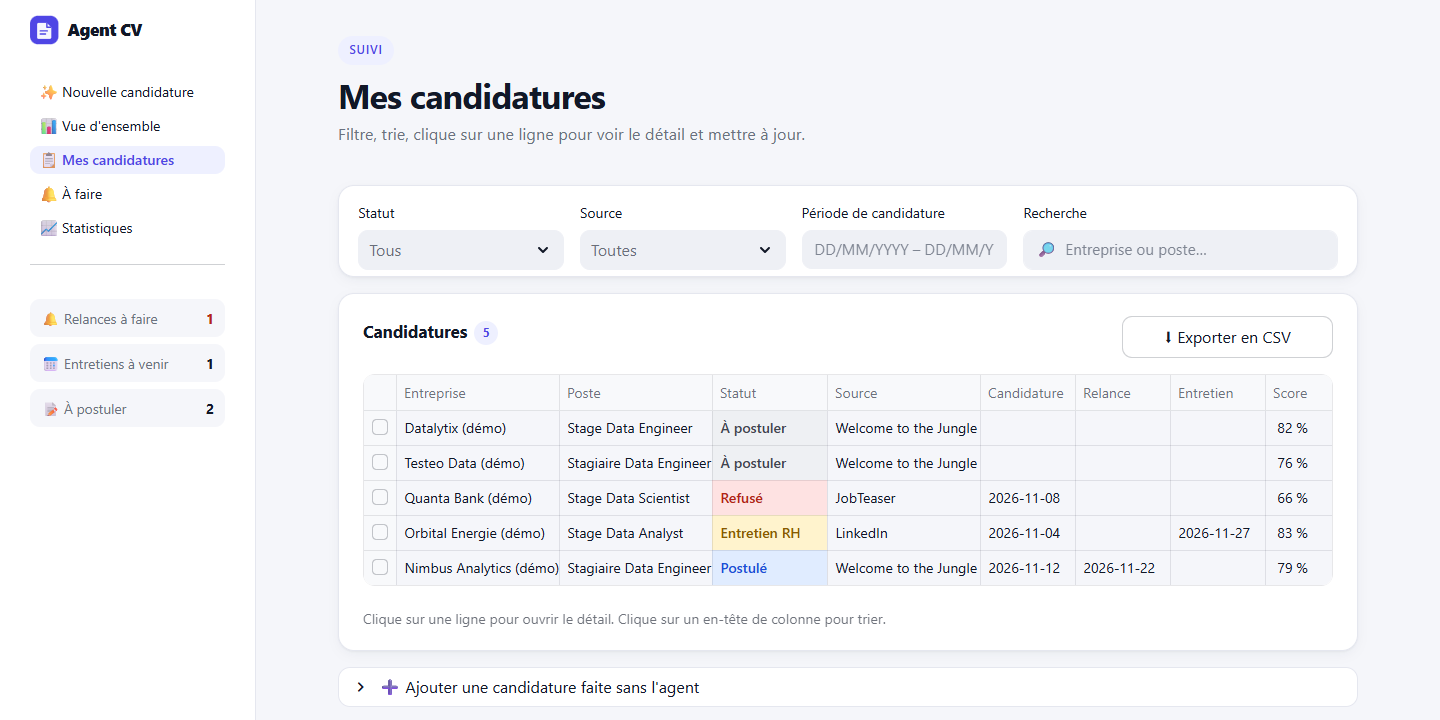 Agent CV
Nouvelle candidature
Vue d'ensemble
Mes candidatures
À faire
Statistiques
Relances à faire 1
Entretiens à venir 1
À postuler 2
SUIVI
Mes candidatures
Filtre, trie, clique sur une ligne pour voir le détail et mettre à jour.
Statut Source Période de candidature Recherche
Tous Toutes DD/MM/YYYY – DD/MM/Y Entreprise ou poste...
Candidatures 5
⬇ Exporter en CSV
Entreprise Poste Statut Source Candidature Relance Entretien Score
Datalytix (démo) Stage Data Engineer À postuler Welcome to the Jungle 82 %
Testeo Data (démo) Stagiaire Data Engineer À postuler Welcome to the Jungle 76 %
Quanta Bank (démo) Stage Data Scientist Refusé JobTeaser 2026-11-08 66 %
Orbital Energie (démo) Stage Data Analyst Entretien RH LinkedIn 2026-11-04 2026-11-27 83 %
Nimbus Analytics (démo) Stagiaire Data Engineer Postulé Welcome to the Jungle 2026-11-12 2026-11-22 79 %
Clique sur une ligne pour ouvrir le détail. Clique sur un en-tête de colonne pour trier.
Ajouter une candidature faite sans l'agent